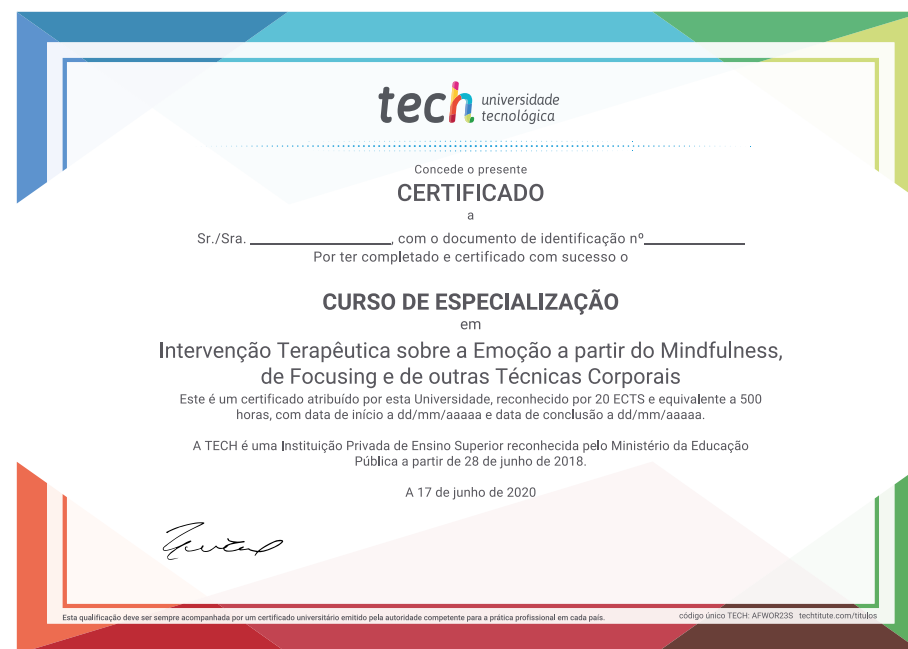 tech universidade
tecnológica
Concede o presente
CERTIFICADO
a
Sr./Sra. ____________________, com o documento de identificação nº______________
Por ter completado e certificado com sucesso o
CURSO DE ESPECIALIZAÇÃO
em
Intervenção Terapêutica sobre a Emoção a partir do Mindfulness,
de Focusing e de outras Técnicas Corporais
Este é um certificado atribuído por esta Universidade, reconhecido por 20 ECTS e equivalente a 500
horas, com data de início a dd/mm/aaaaa e data de conclusão a dd/mm/aaaaa.
A TECH é uma Instituição Privada de Ensino Superior reconhecida pelo Ministério da Educação
Pública a partir de 28 de junho de 2018.
A 17 de junho de 2020
Esta qualificação deve ser sempre acompanhada por um certificado universitário emitido pela autoridade competente para a prática profissional em cada país.
código único TECH: AFWOR23S techtitute.com/titulos